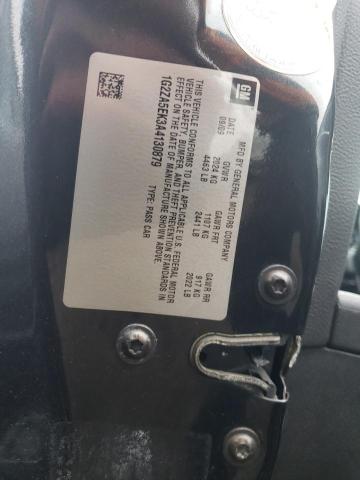 GM
MFD BY GENERAL MOTORS COMPANY
DATE GVWR GAWR FRT GAWR RR
09/09 2024 KG 1107 KG 917 KG
4463 LB 2441 LB 2022 LB
THIS VEHICLE CONFORMS TO ALL APPLICABLE U.S. FEDERAL MOTOR
VEHICLE SAFETY, BUMPER, AND THEFT PREVENTION STANDARDS IN
EFFECT ON THE DATE OF MANUFACTURE SHOWN ABOVE.
1G2ZA5EK3A4130879 TYPE: PASS CAR